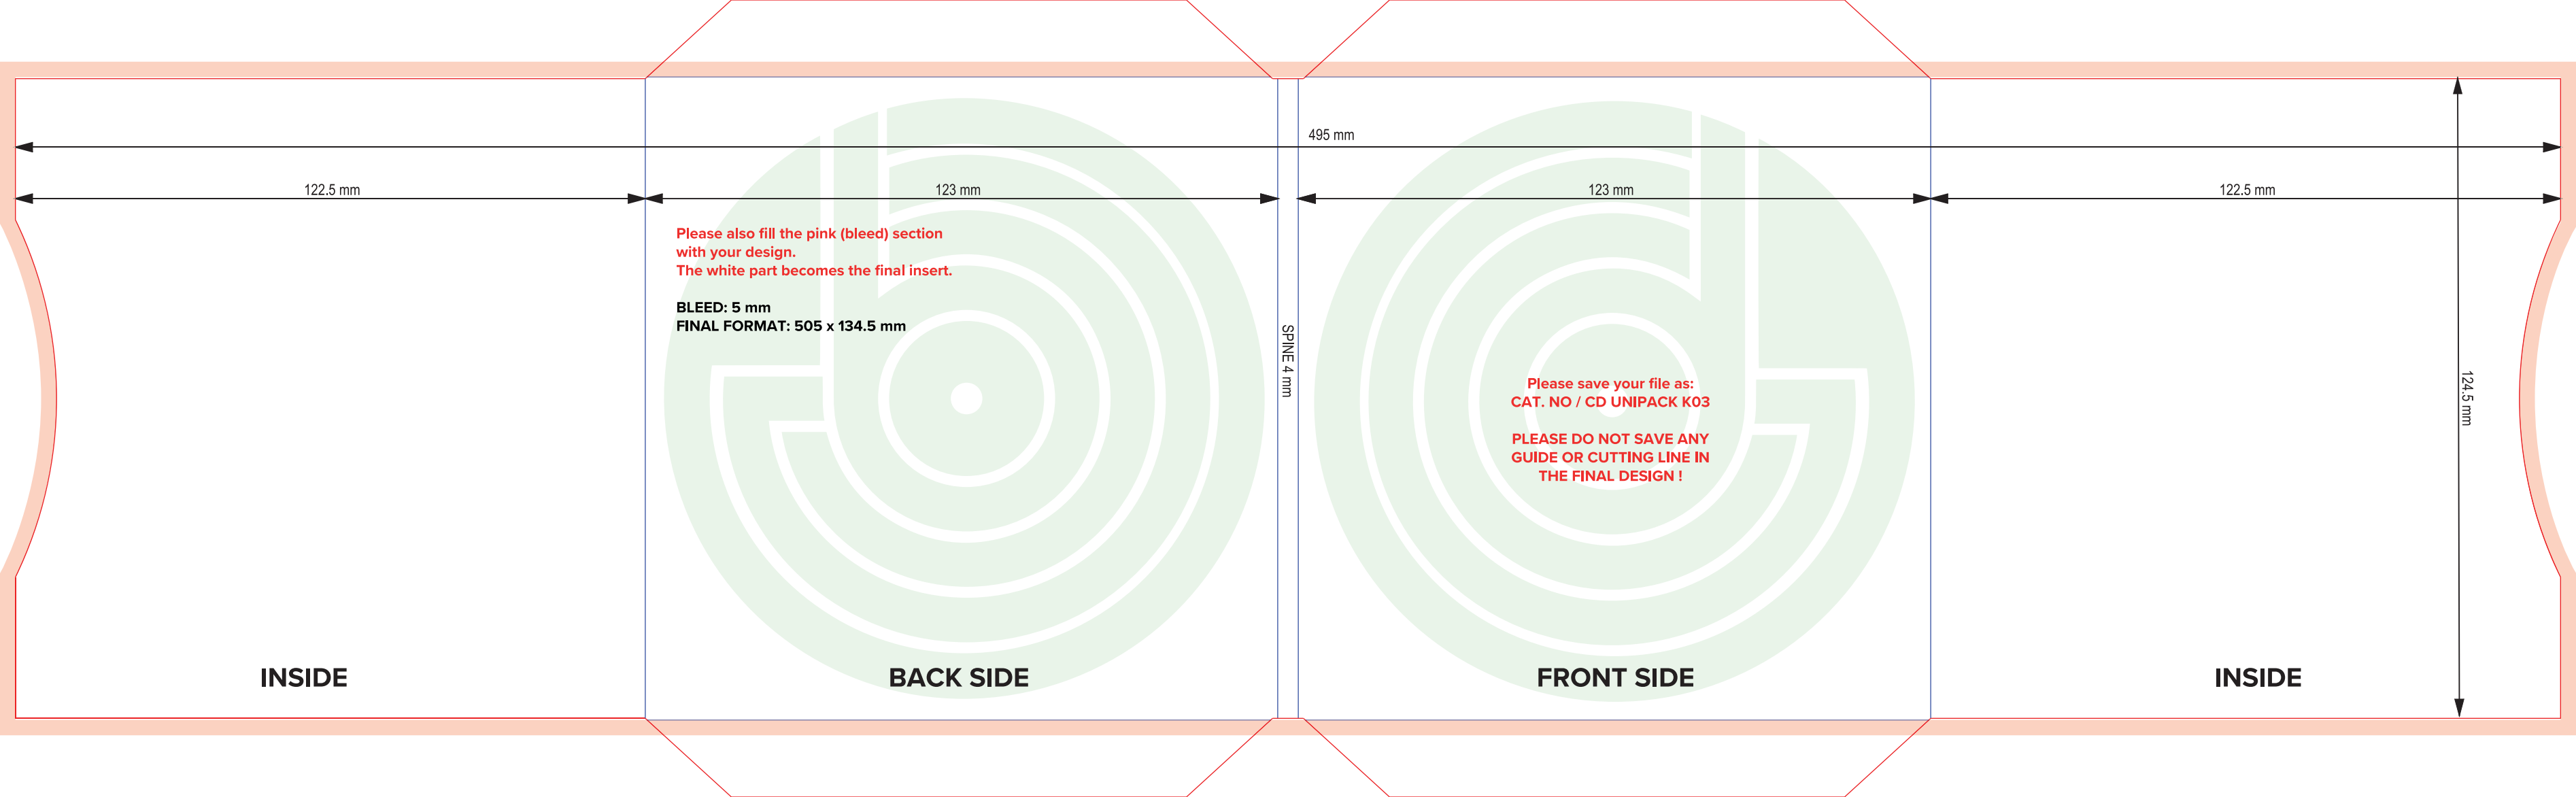 495 mm
122.5 mm
123 mm
123 mm
122.5 mm
Please also fill the pink (bleed) section
with your design.
The white part becomes the final insert.
BLEED: 5 mm
FINAL FORMAT: 505 x 134.5 mm
SPINE 4 mm
Please save your file as:
CAT. NO / CD UNIPACK K03
PLEASE DO NOT SAVE ANY
GUIDE OR CUTTING LINE IN
THE FINAL DESIGN !
124.5 mm
INSIDE
BACK SIDE
FRONT SIDE
INSIDE